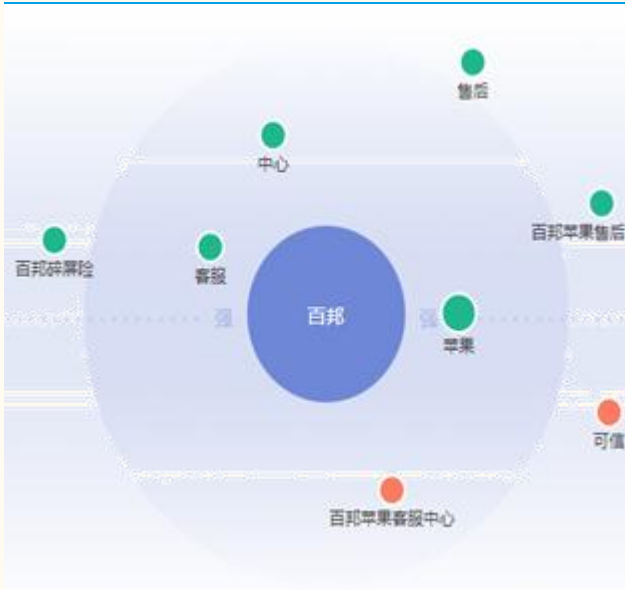 售后
中心
百邦苹果售后
百邦碎屏险
客服
强
百邦
强
苹果
可信
百邦苹果客服中心